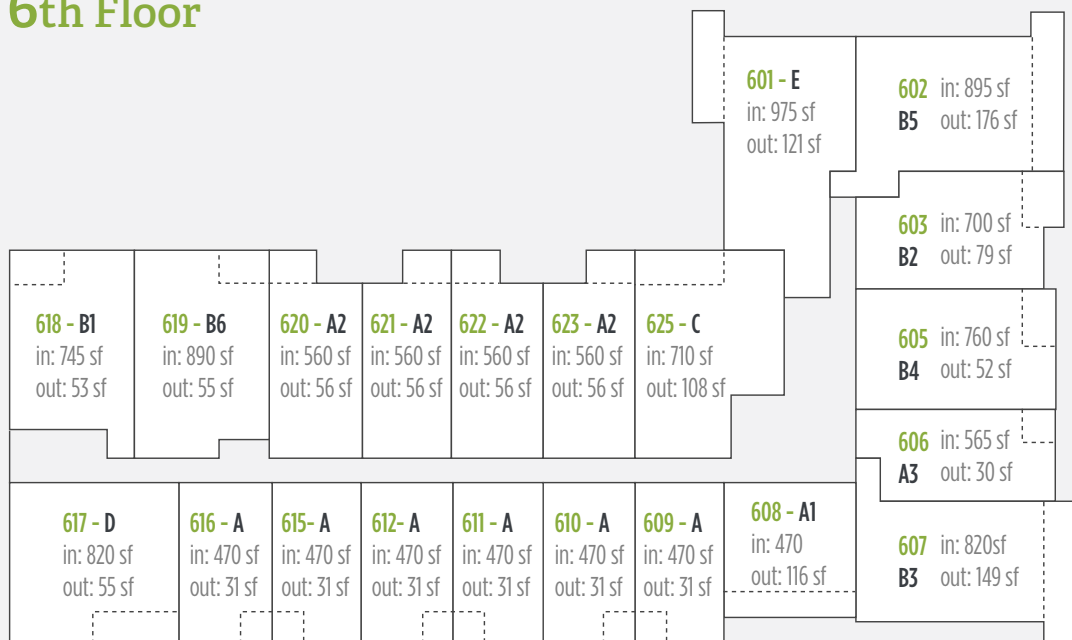 6th Floor
601 - E
in: 975 sf
out: 121 sf
602 in: 895 sf
B5 out: 176 sf
603 in: 700 sf
B2 out: 79 sf
605 in: 760 sf
B4 out: 52 sf
606 in: 565 sf
A3 out: 30 sf
607 in: 820sf
B3 out: 149 sf
618 - B1
in: 745 sf
out: 53 sf
619 - B6
in: 890 sf
out: 55 sf
620 - A2
in: 560 sf
out: 56 sf
621 - A2
in: 560 sf
out: 56 sf
622 - A2
in: 560 sf
out: 56 sf
623 - A2
in: 560 sf
out: 56 sf
625 - C
in: 710 sf
out: 108 sf
617 - D
in: 820 sf
out: 55 sf
616 - A
in: 470 sf
out: 31 sf
615- A
in: 470 sf
out: 31 sf
612- A
in: 470 sf
out: 31 sf
611 - A
in: 470 sf
out: 31 sf
610 - A
in: 470 sf
out: 31 sf
609 - A
in: 470 sf
out: 31 sf
608 - A1
in: 470
out: 116 sf